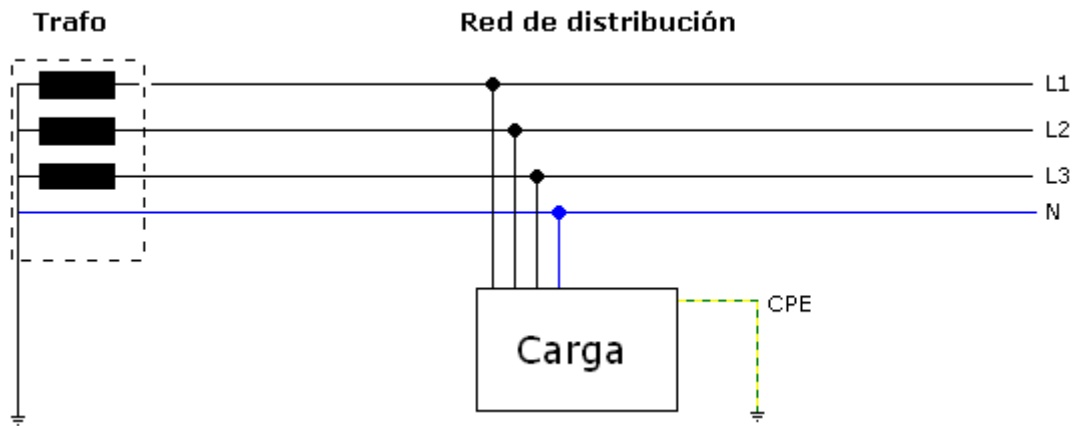 Trafo
Red de distribución
L1
L2
L3
N
CPE
Carga